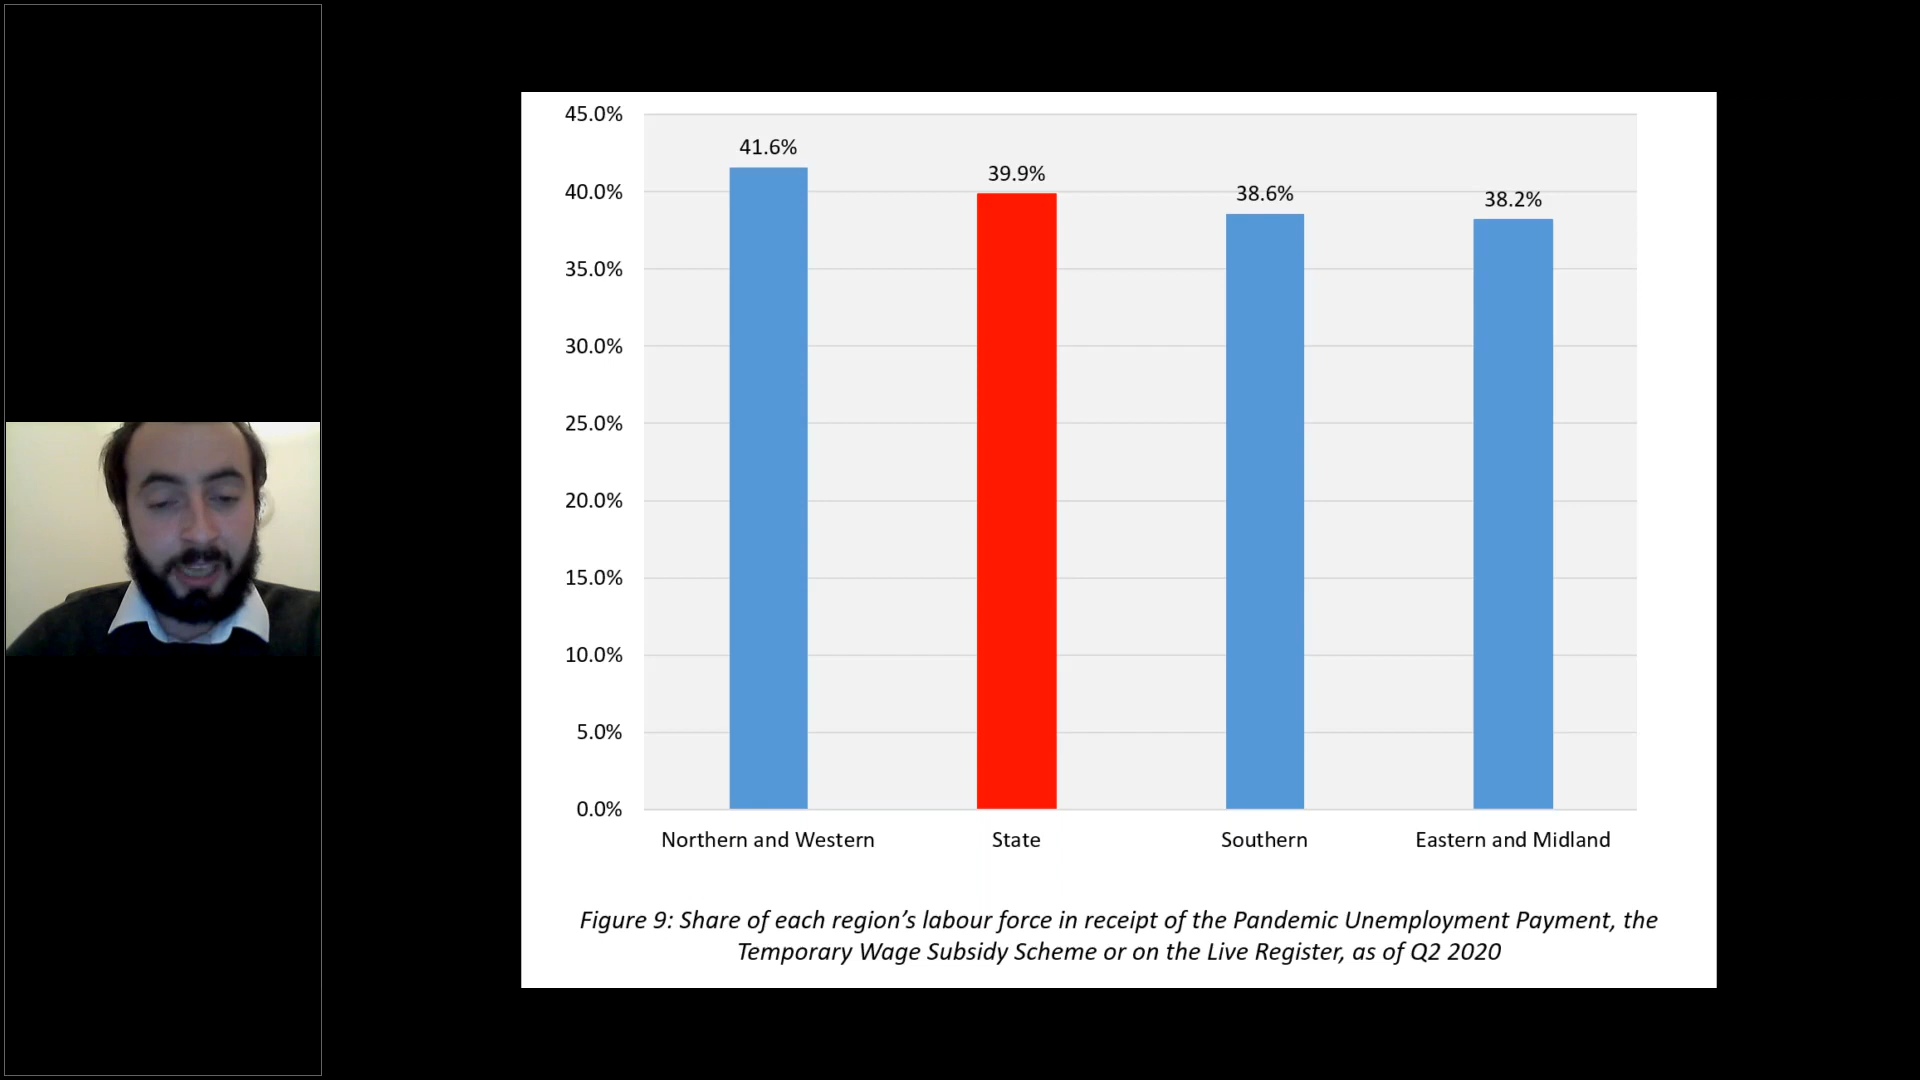 45.0%
40.0%
35.0%
30.0%
25.0%
20.0%
15.0%
10.0%
5.0%
0.0%
41.6%
39.9%
38.6%
38.2%
Northern and Western
State
Southern
Eastern and Midland
Figure 9: Share of each region’s labour force in receipt of the Pandemic Unemployment Payment, the
Temporary Wage Subsidy Scheme or on the Live Register, as of Q2 2020